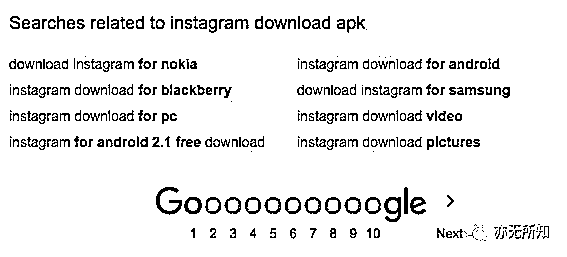 Searches related to instagram download apk
download instagram for nokia
instagram download for blackberry
instagram download for pc
instagram for android 2.1 free download
instagram download for android
download instagram for samsung
instagram download video
instagram download pictures
Goooooooooogle >
1 2 3 4 5 6 7 8 9 10 Next
亦无所知